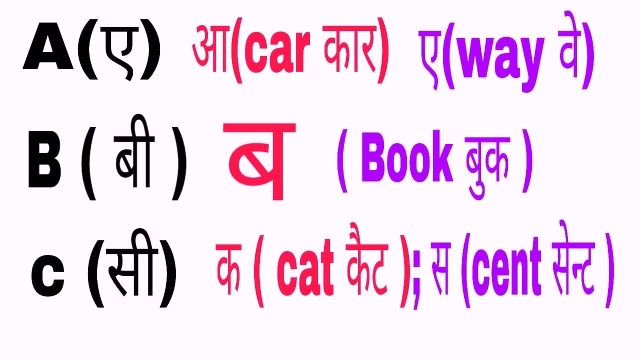 A(ए) आ(car कार) ए(way वे)
B ( बी ) ब ( Book बुक )
c (सी) क ( cat कैट ); स (cent सेन्ट )